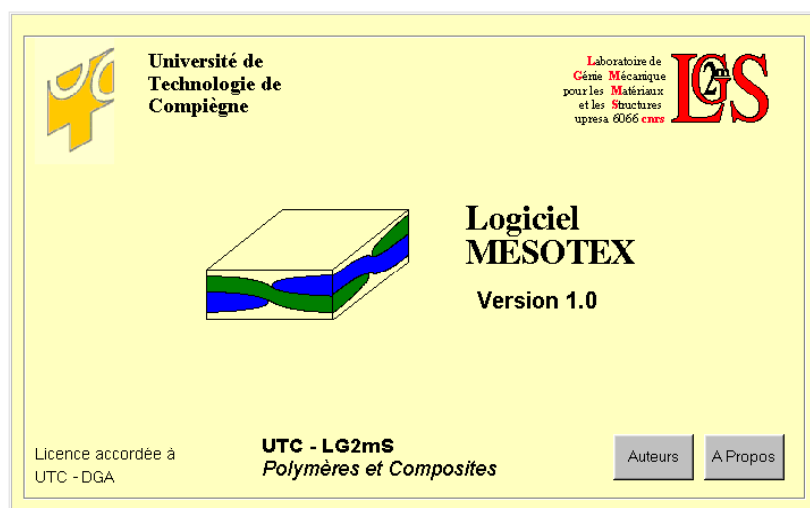 Université de
Technologie de
Compiègne
Laboratoire de
Génie Mécanique
pour les Matériaux
et les Structures
upresa 6066 cnrs
LG2mS
Logiciel
MESOTEX
Version 1.0
Licence accordée à
UTC - DGA
UTC - LG2mS
Polymères et Composites
Auteurs
A Propos